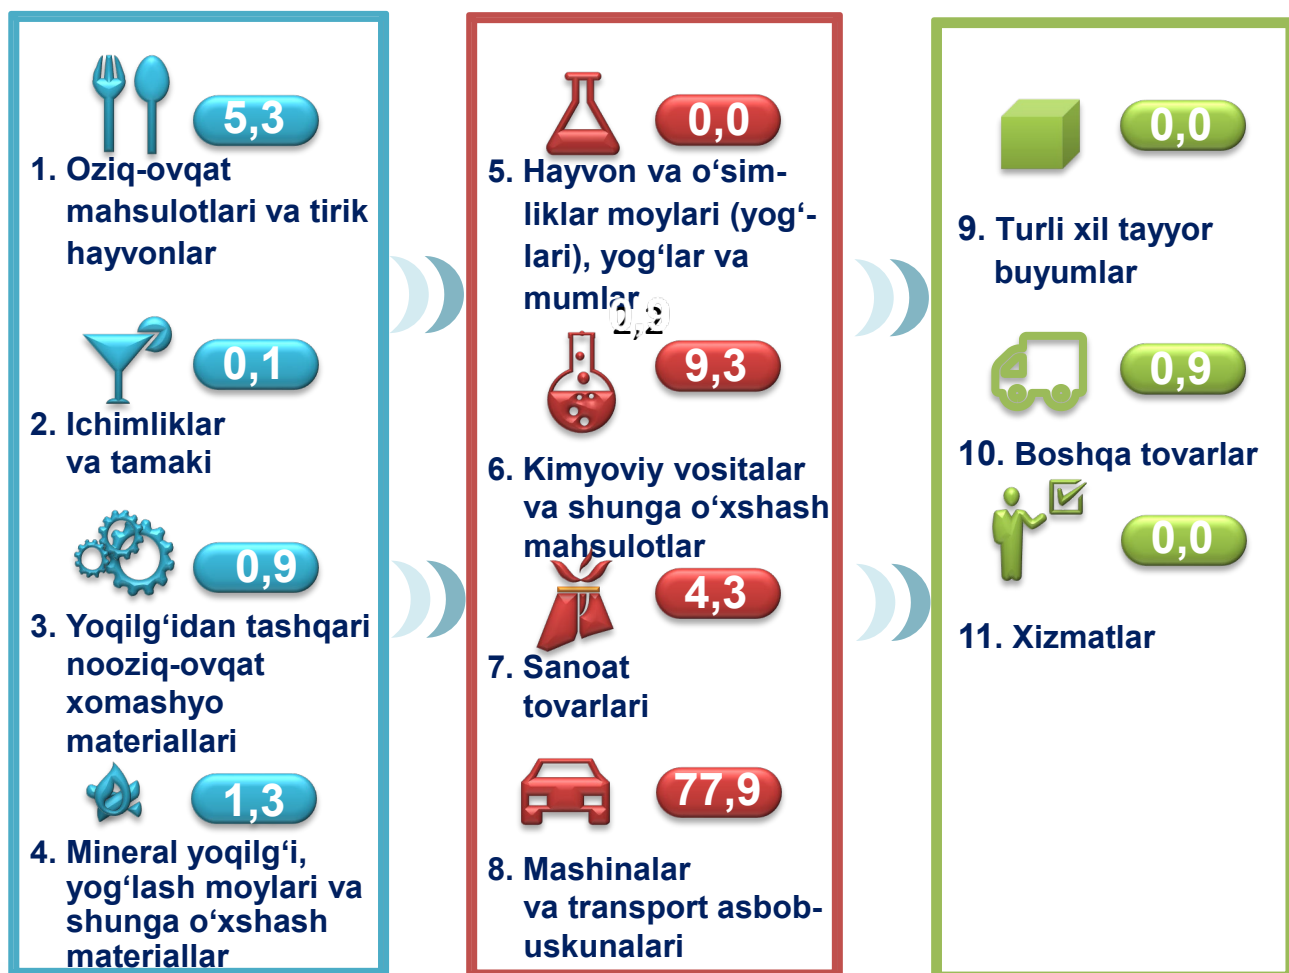 5,3
1. Oziq-ovqat
mahsulotlari va tirik
hayvonlar
0,1
2. Ichimliklar
va tamaki
0,9
3. Yoqilg‘idan tashqari
nooziq-ovqat
xomashyo
materiallari
1,3
4. Mineral yoqilg‘i,
yog‘lash moylari va
shunga o‘xshash
materiallar
0,0
5. Hayvon va o‘sim-
liklar moylari (yog‘-
lari), yog‘lar va
mumlar
9,3
6. Kimyoviy vositalar
va shunga o‘xshash
mahsulotlar
4,3
7. Sanoat
tovarlari
77,9
8. Mashinalar
va transport asbob-
uskunalari
0,0
9. Turli xil tayyor
buyumlar
0,9
10. Boshqa tovarlar
0,0
11. Xizmatlar